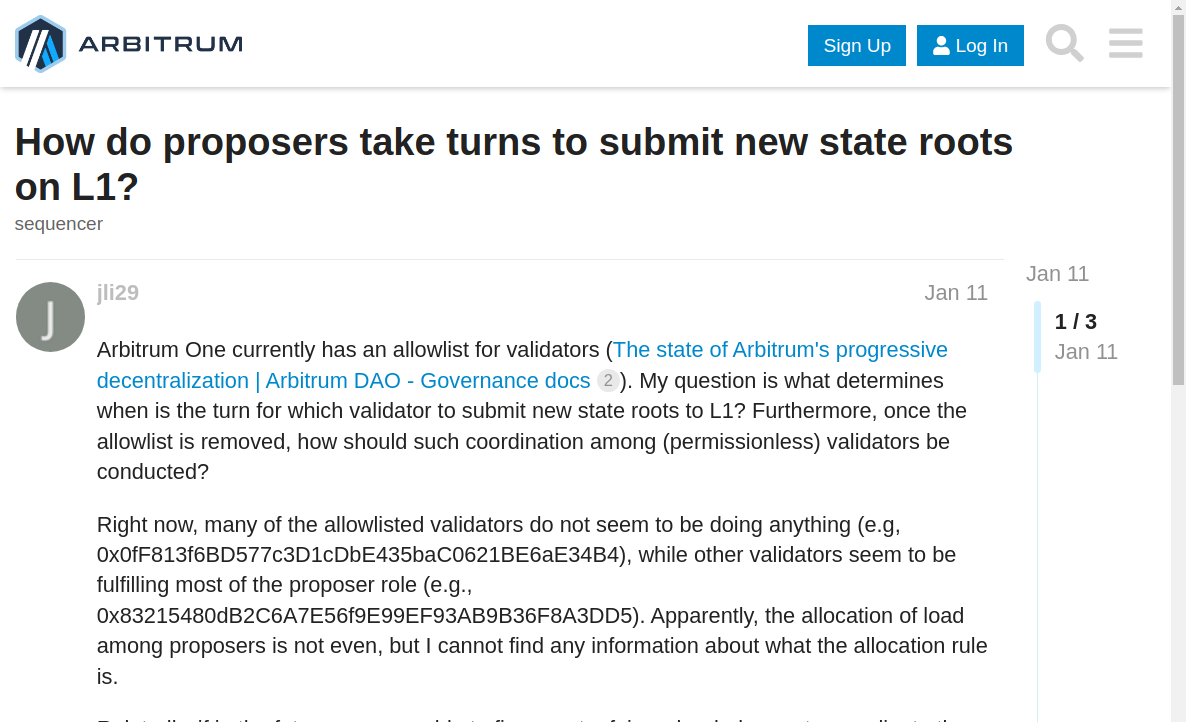 ARBITRUM
Sign Up
Log In
How do proposers take turns to submit new state roots
on L1?
sequencer
jli29
Jan 11
Jan 11
1 / 3
Jan 11
J
Arbitrum One currently has an allowlist for validators (The state of Arbitrum's progressive
decentralization | Arbitrum DAO - Governance docs 2). My question is what determines
when is the turn for which validator to submit new state roots to L1? Furthermore, once the
allowlist is removed, how should such coordination among (permissionless) validators be
conducted?
Right now, many of the allowlisted validators do not seem to be doing anything (e.g,
0x0fF813f6BD577c3D1cDbE435baC0621BE6aE34B4), while other validators seem to be
fulfilling most of the proposer role (e.g.,
0x83215480dB2C6A7E56f9E99EF93AB9B36F8A3DD5). Apparently, the allocation of load
among proposers is not even, but I cannot find any information about what the allocation rule
is.